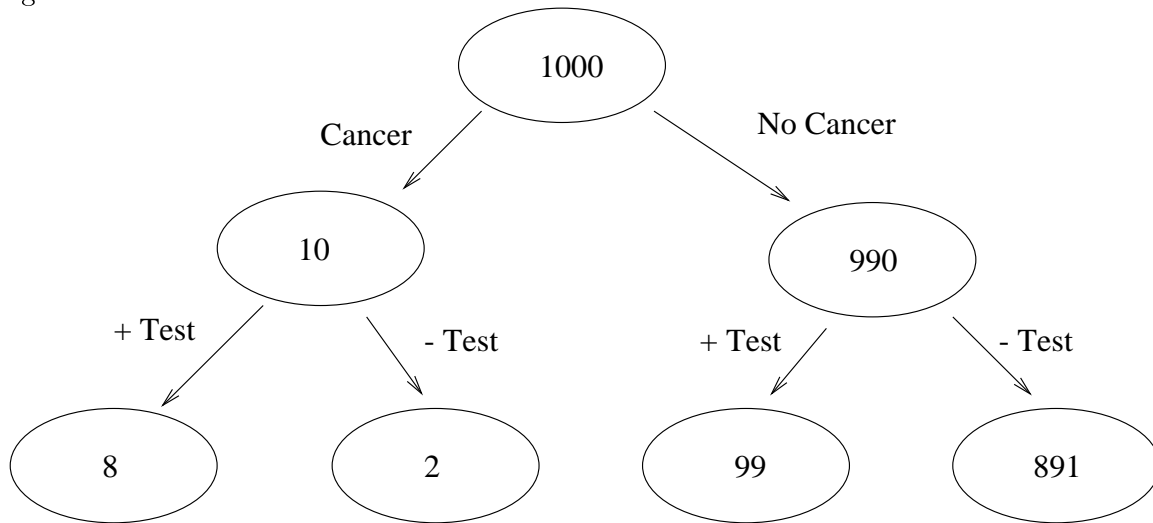 1000
Cancer
No Cancer
10
990
+ Test
- Test
+ Test
- Test
8
2
99
891